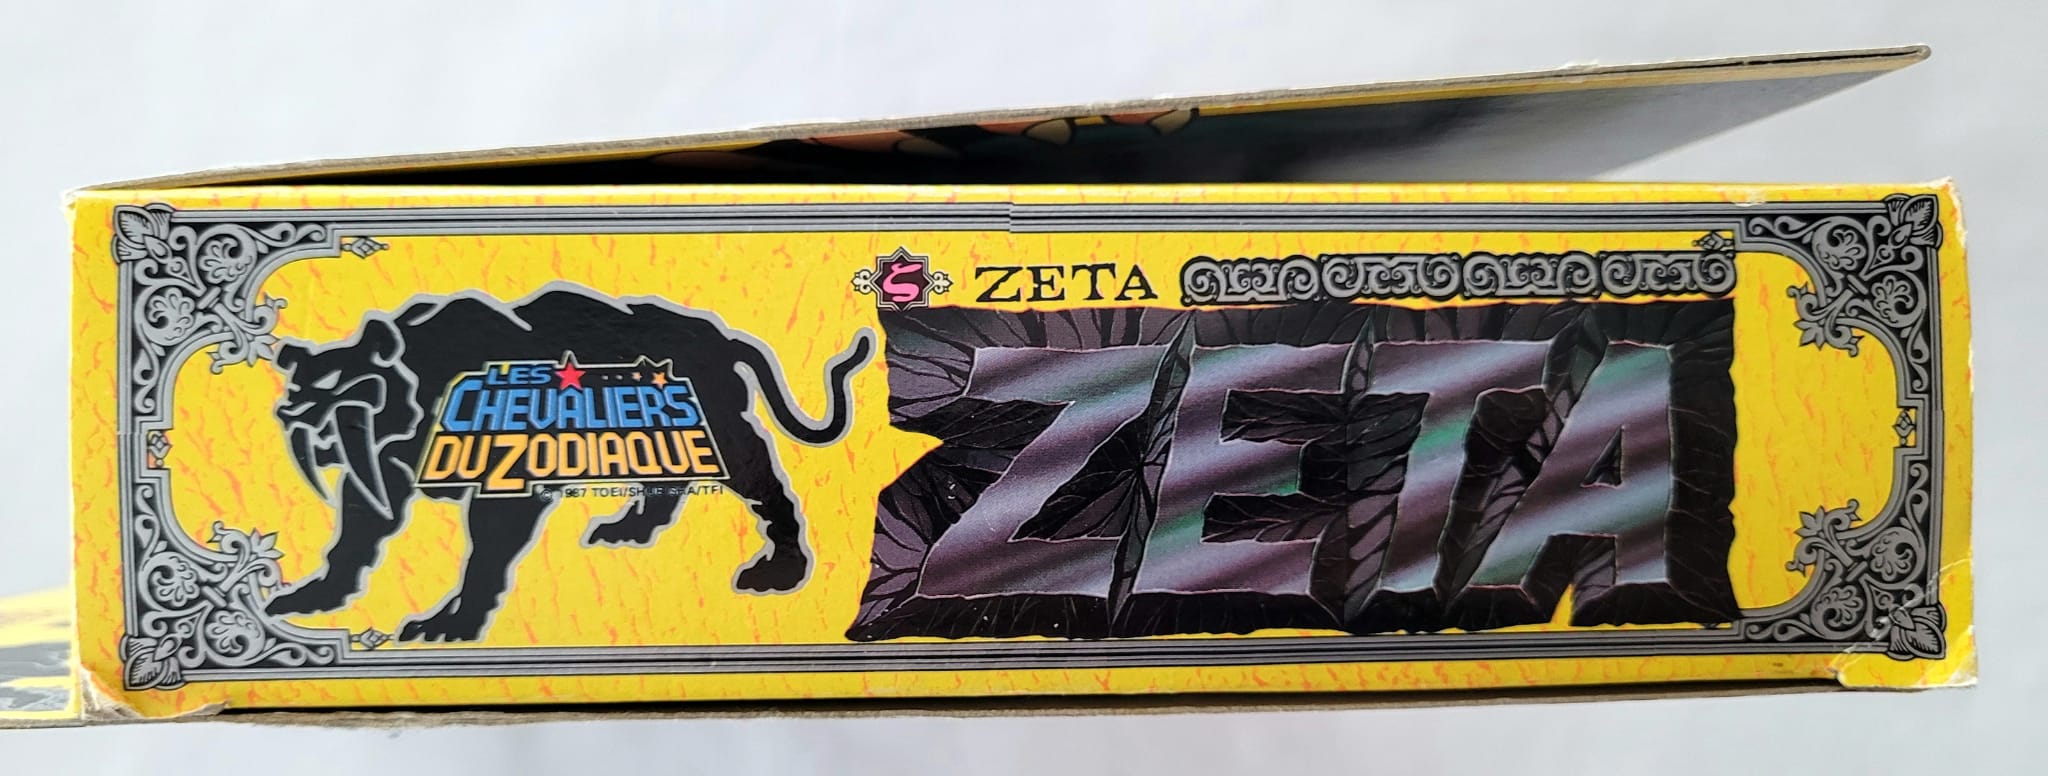 LES
CHEVALIERS
DU ZODIAQUE
© 1987 TOEI/SHUEISHA/TF1
ζ ZETA
ZETA